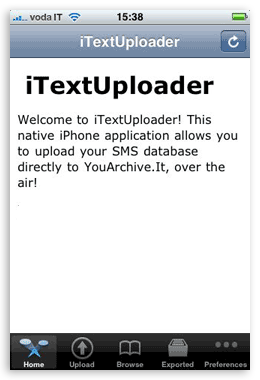 voda IT 15:38
iTextUploader
iTextUploader
Welcome to iTextUploader! This
native iPhone application allows you
to upload your SMS database
directly to YouArchive.It, over the
air!
Home Upload Browse Exported Preferences